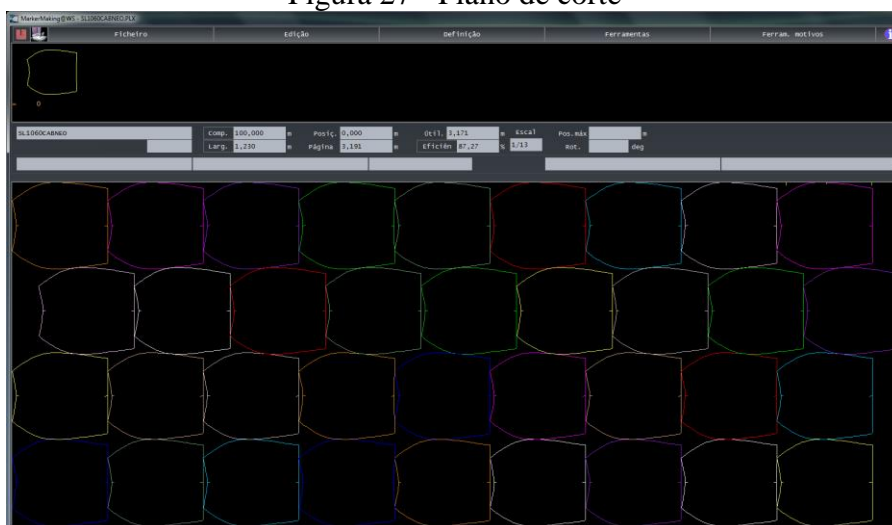 Figura 27 - Plano de corte
MarkerMaking@WS - SL1060CABNEO.PLX
Ficheiro Edição Definição Ferramentas Ferram. motivos
0
SL1060CABNEO Comp. 100,000 m Posiç. 0,000 m Útil. 3,171 m Escal Pos.máx m
Larg. 1,230 m Página 3,191 m Eficiên 87,27 % 1/13 Rot. deg